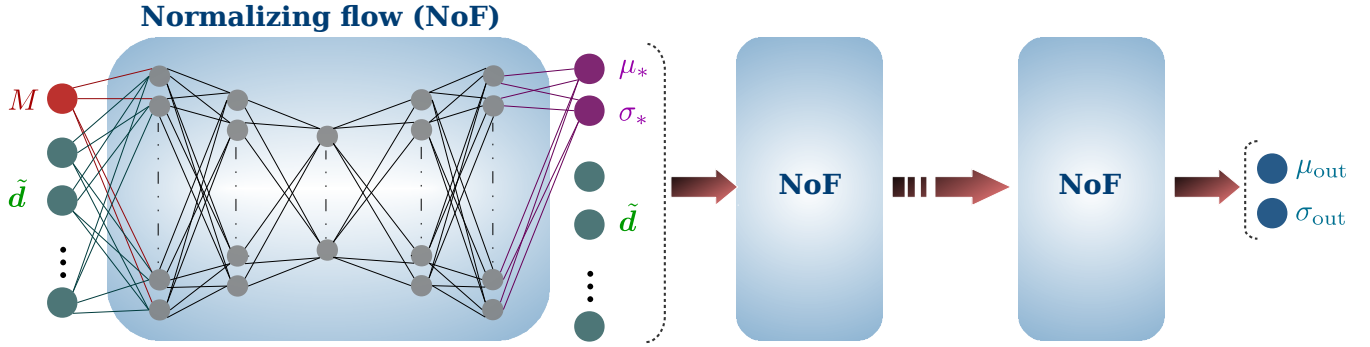 Normalizing flow (NoF)
M
d̃
μ*
σ*
d̃
NoF
NoF
μout
σout